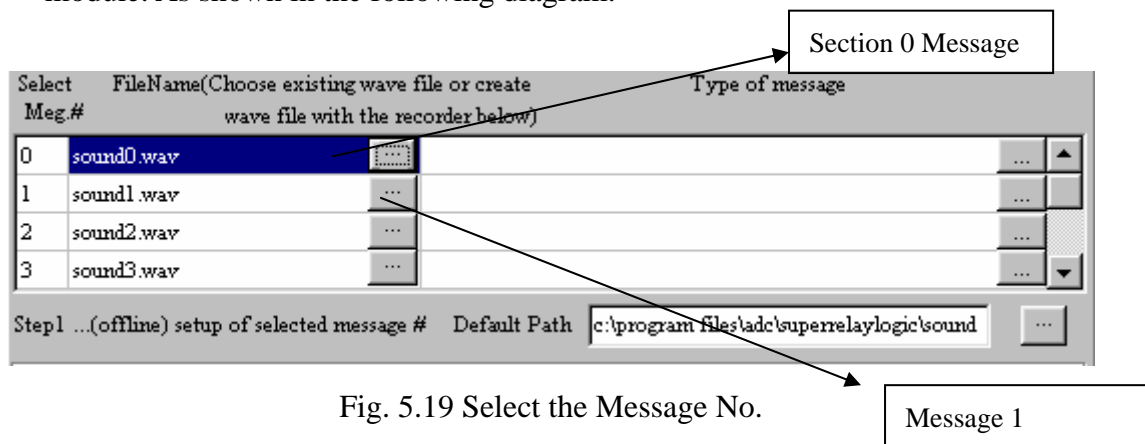 module. As shown in the following diagram:
Section 0 Message
Select FileName(Choose existing wave file or create Type of message
Meg.# wave file with the recorder below)
0 sound0.wav ... ...
1 sound1.wav ... ...
2 sound2.wav ... ...
3 sound3.wav ... ...
Step1 ...(offline) setup of selected message # Default Path c:\program files\adc\superrelaylogic\sound ...
Fig. 5.19 Select the Message No.
Message 1